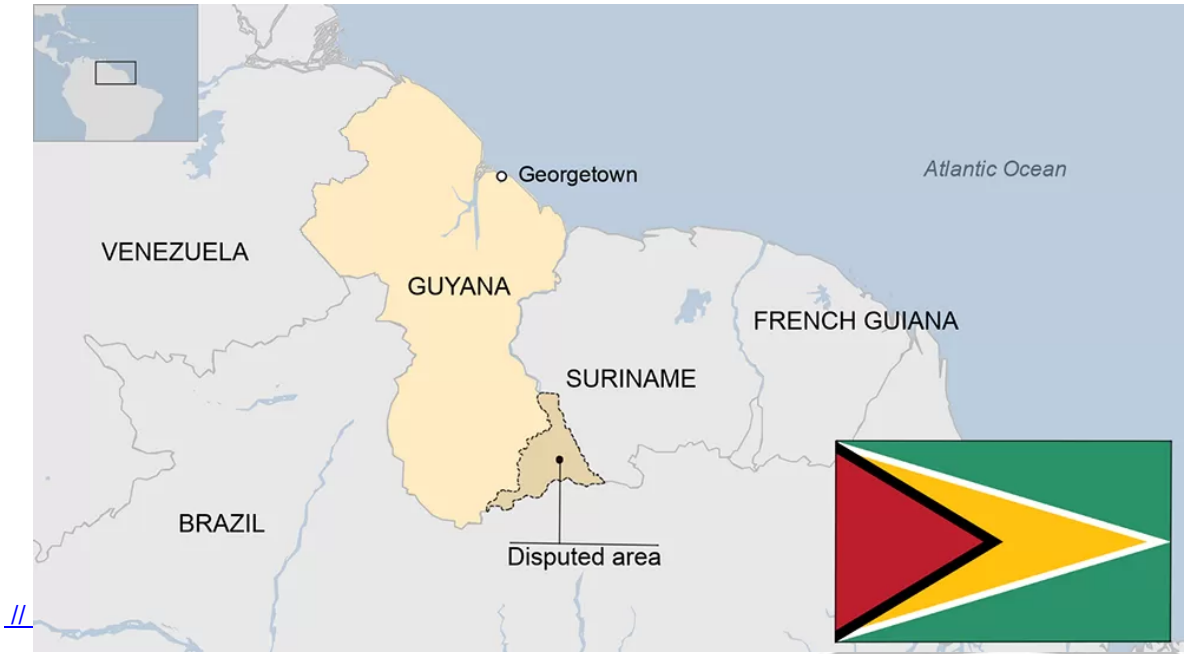 Georgetown
Atlantic Ocean
VENEZUELA
GUYANA
FRENCH GUIANA
SURINAME
BRAZIL
Disputed area
//